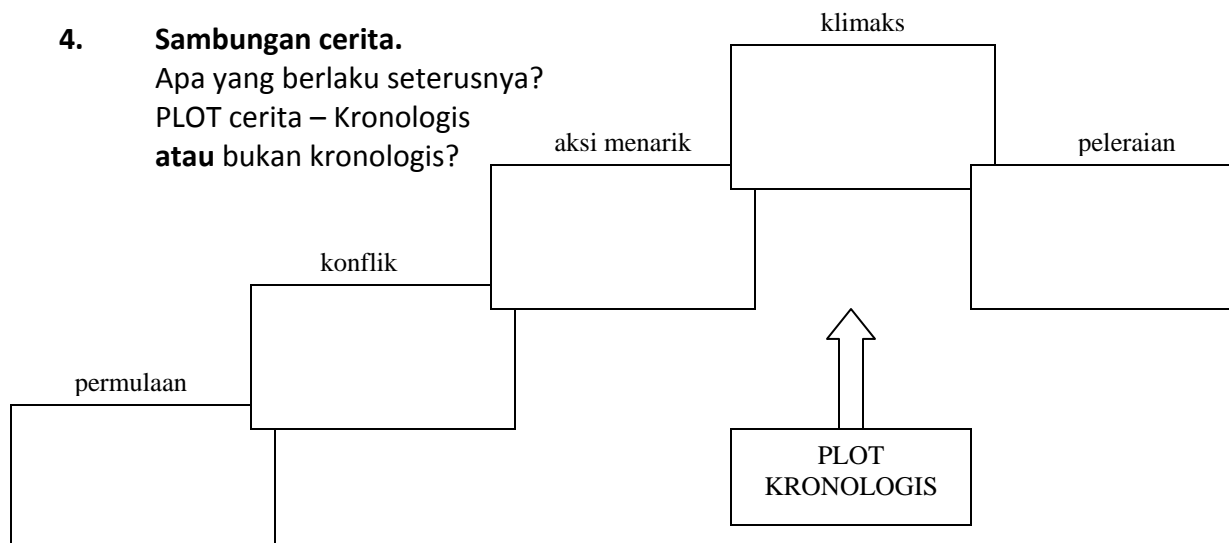 4. Sambungan cerita.
Apa yang berlaku seterusnya?
PLOT cerita – Kronologis
atau bukan kronologis?
klimaks
aksi menarik
peleraian
konflik
permulaan
PLOT
KRONOLOGIS